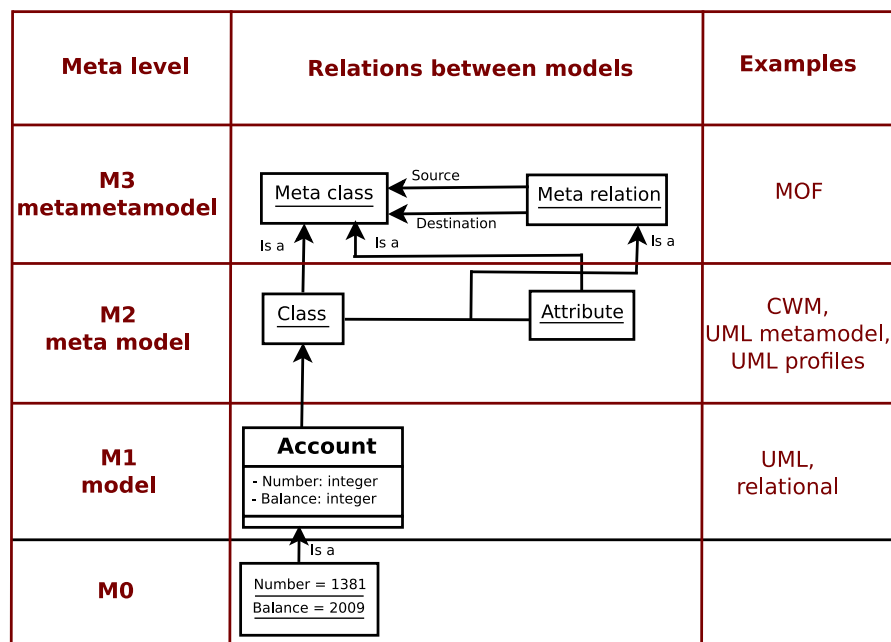 Meta level
Relations between models
Examples
M3
metametamodel
Meta class
Source
Destination
Meta relation
MOF
Is a
Is a
Is a
M2
meta model
Class
Attribute
CWM,
UML metamodel,
UML profiles
M1
model
Account
- Number: integer
- Balance: integer
UML,
relational
Is a
M0
Number = 1381
Balance = 2009